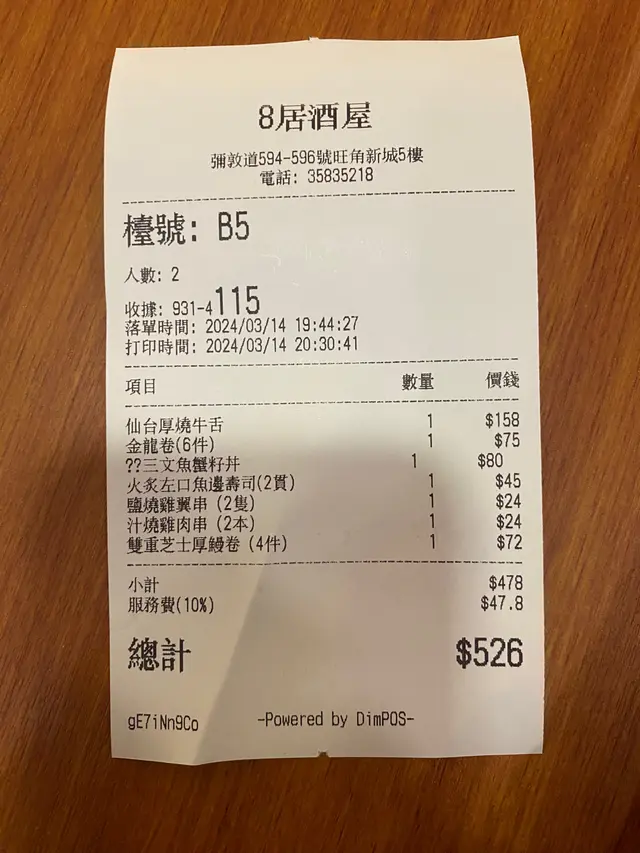 8居酒屋
彌敦道594-596號旺角新城5樓
電話: 35835218
檯號: B5
人數: 2
收據: 931-4115
落單時間: 2024/03/14 19:44:27
打印時間: 2024/03/14 20:30:41
項目 數量 價錢
仙台厚燒牛舌 1 $158
金龍卷(6件) 1 $75
??三文魚蟹籽丼 1 $80
火炙左口魚邊壽司(2貫) 1 $45
鹽燒雞翼串 (2隻) 1 $24
汁燒雞肉串 (2本) 1 $24
雙重芝士厚鰻卷 (4件) 1 $72
小計 $478
服務費(10%) $47.8
總計 $526
gE7iNn9Co -Powered by DimPOS-